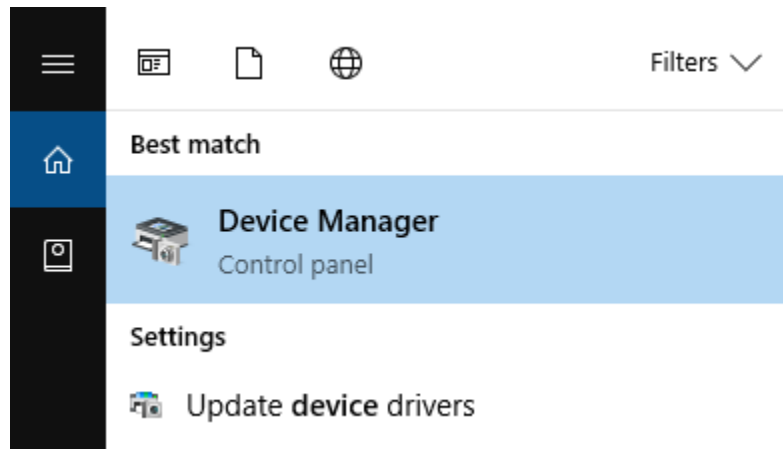 Filters
Best match
Device Manager
Control panel
Settings
Update device drivers